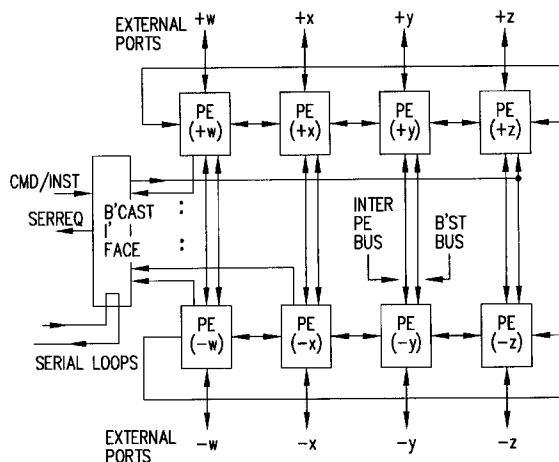 EXTERNAL
PORTS
+w
+x
+y
+z
PE
(+w)
PE
(+x)
PE
(+y)
PE
(+z)
CMD/INST
SERREQ
B'CAST
I'
FACE
INTER
PE
BUS
B'ST
BUS
SERIAL LOOPS
PE
(−w)
PE
(−x)
PE
(−y)
PE
(−z)
EXTERNAL
PORTS
−w
−x
−y
−z